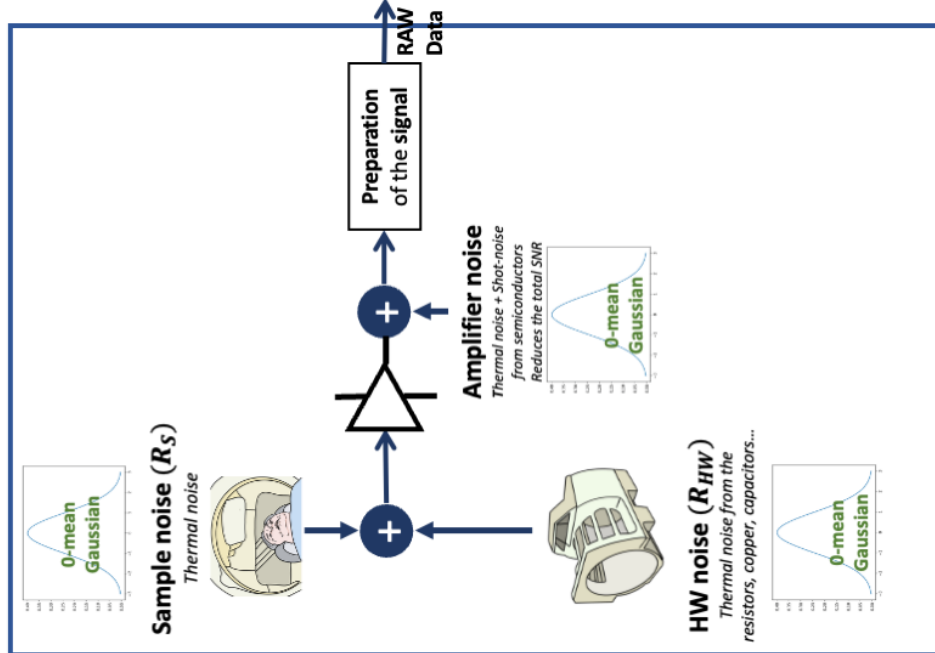 0-mean
Gaussian
Sample noise (R_S)
Thermal noise
0-mean
Gaussian
HW noise (R_HW)
Thermal noise from the
resistors, copper, capacitors...
+
+
Amplifier noise
Thermal noise + Shot-noise
from semiconductors
Reduces the total SNR
0-mean
Gaussian
Preparation
of the signal
RAW
Data